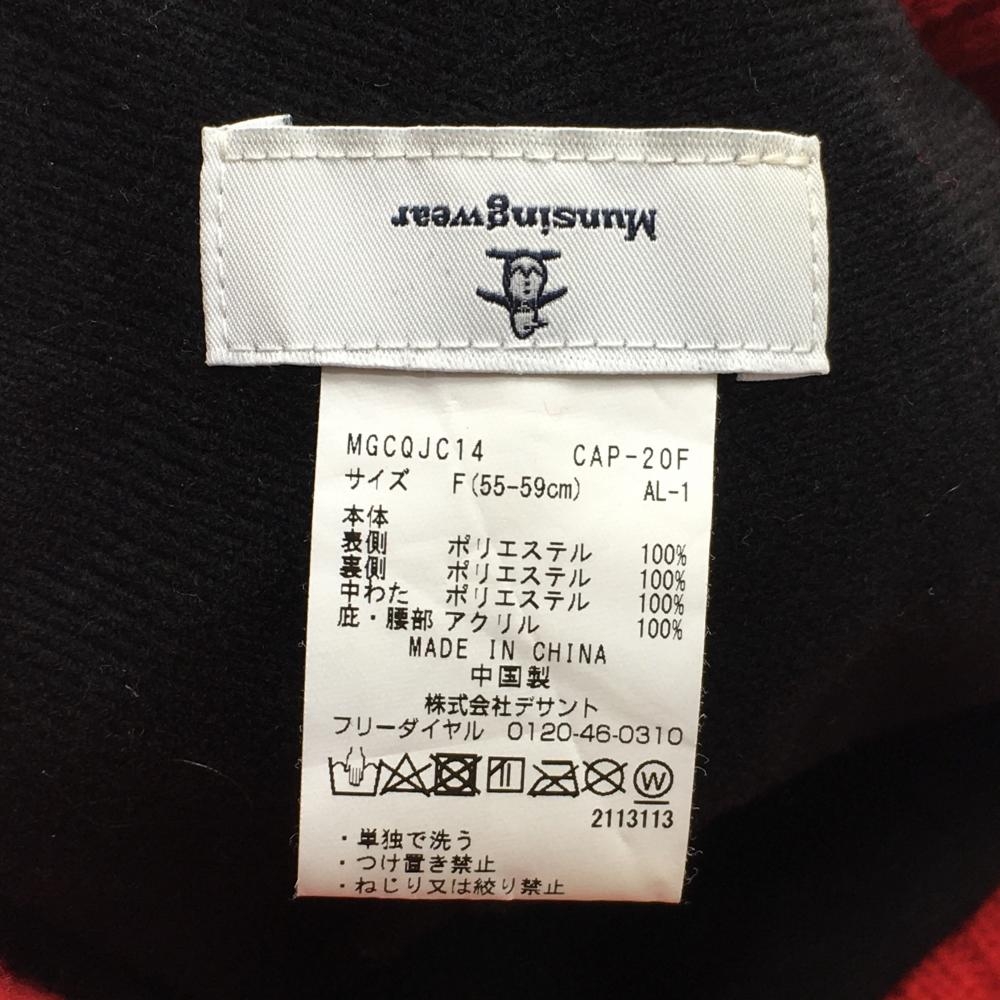 Munsingwear
MGCQJC14 CAP-20F
サイズ F(55-59cm) AL-1
本体
表側 ポリエステル 100%
裏側 ポリエステル 100%
中わた ポリエステル 100%
庇・腰部 アクリル 100%
MADE IN CHINA
中国製
株式会社デサント
フリーダイヤル 0120-46-0310
W
2113113
・単独で洗う
・つけ置き禁止
・ねじり又は絞り禁止